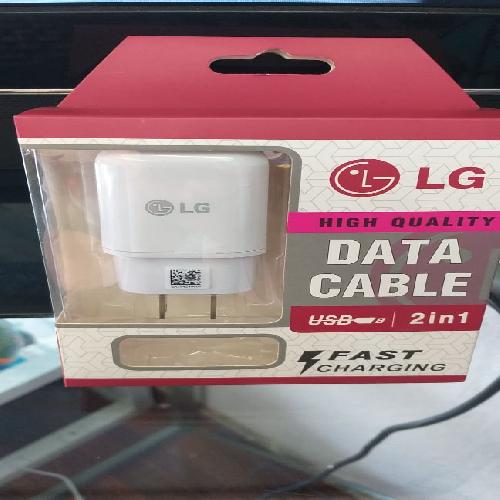 LG
LG
HIGH QUALITY
DATA
CABLE
USB
2in1
FAST
CHARGING